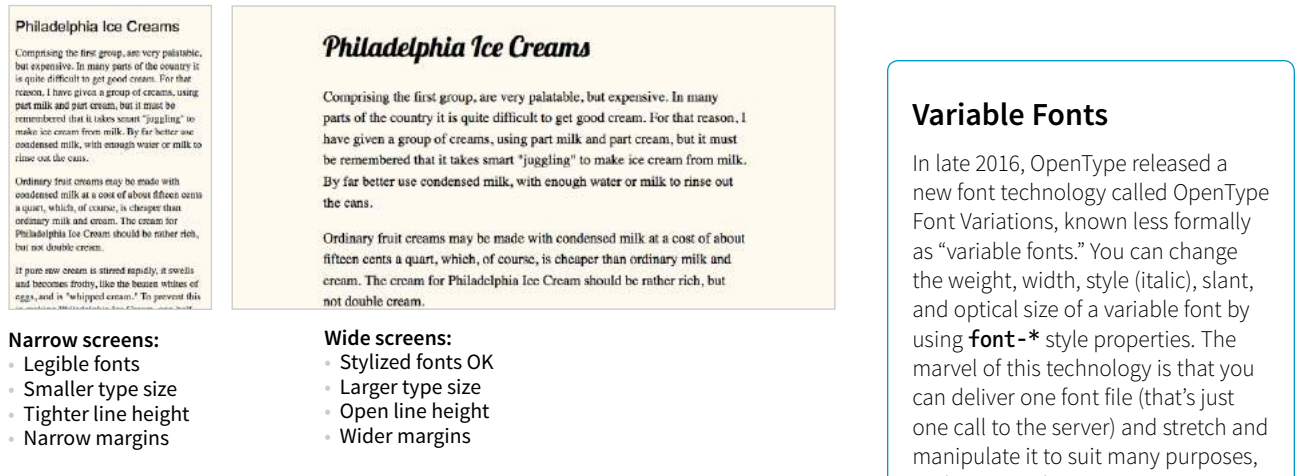 Philadelphia Ice Creams
Comprising the first group, are very palatable,
but expensive. In many parts of the country it
is quite difficult to get good cream. For that
reason, I have given a group of creams, using
part milk and part cream, but it must be
remembered that it takes smart "juggling" to
make ice cream from milk. By far better use
condensed milk, with enough water or milk to
rinse out the cans.
Ordinary fruit creams may be made with
condensed milk at a cost of about fifteen cents
a quart, which, of course, is cheaper than
ordinary milk and cream. The cream for
Philadelphia Ice Cream should be rather rich,
but not double cream.
If pure raw cream is stirred rapidly, it swells
and becomes frothy, like the beaten whites of
eggs, and is "whipped cream." To prevent this
Philadelphia Ice Creams
Comprising the first group, are very palatable, but expensive. In many
parts of the country it is quite difficult to get good cream. For that reason, I
have given a group of creams, using part milk and part cream, but it must
be remembered that it takes smart "juggling" to make ice cream from milk.
By far better use condensed milk, with enough water or milk to rinse out
the cans.
Ordinary fruit creams may be made with condensed milk at a cost of about
fifteen cents a quart, which, of course, is cheaper than ordinary milk and
cream. The cream for Philadelphia Ice Cream should be rather rich, but
not double cream.
Narrow screens:
• Legible fonts
• Smaller type size
• Tighter line height
• Narrow margins
Wide screens:
• Stylized fonts OK
• Larger type size
• Open line height
• Wider margins
Variable Fonts
In late 2016, OpenType released a
new font technology called OpenType
Font Variations, known less formally
as “variable fonts.” You can change
the weight, width, style (italic), slant,
and optical size of a variable font by
using font-* style properties. The
marvel of this technology is that you
can deliver one font file (that’s just
one call to the server) and stretch and
manipulate it to suit many purposes,